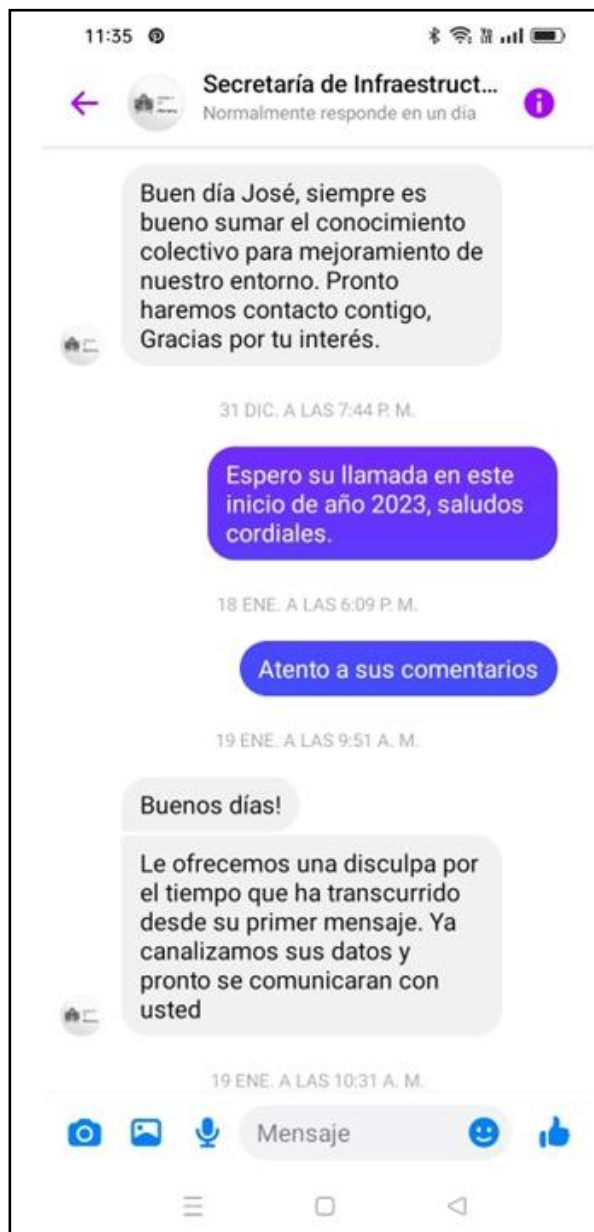 11:35
Secretaría de Infraestruct...
Normalmente responde en un día
Buen día José, siempre es
bueno sumar el conocimiento
colectivo para mejoramiento de
nuestro entorno. Pronto
haremos contacto contigo,
Gracias por tu interés.
31 DIC. A LAS 7:44 P. M.
Espero su llamada en este
inicio de año 2023, saludos
cordiales.
18 ENE. A LAS 6:09 P. M.
Atento a sus comentarios
19 ENE. A LAS 9:51 A. M.
Buenos días!
Le ofrecemos una disculpa por
el tiempo que ha transcurrido
desde su primer mensaje. Ya
canalizamos sus datos y
pronto se comunicaran con
usted
19 ENE. A LAS 10:31 A. M.
Mensaje